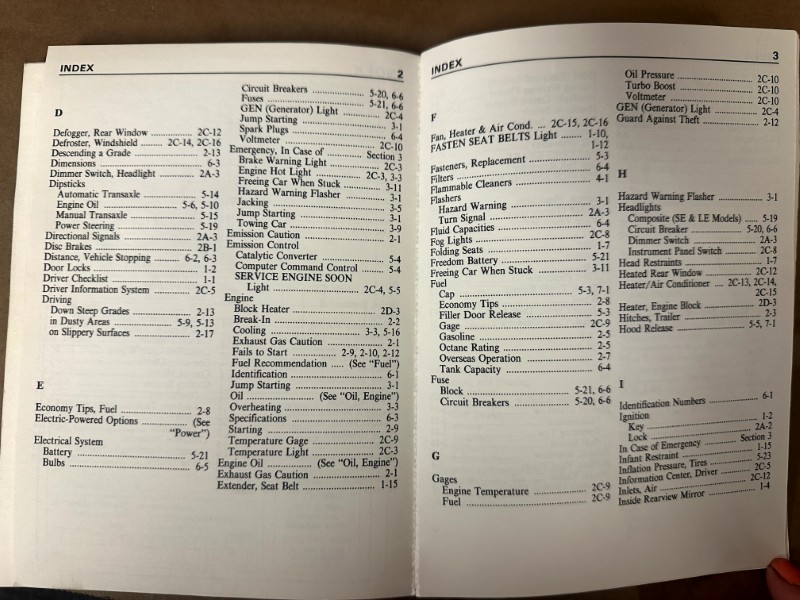 INDEX
2
D
Defogger, Rear Window ................ 2C-12
Defroster, Windshield ......... 2C-14, 2C-16
Descending a Grade ..................... 2-13
Dimensions ................................. 6-3
Dimmer Switch, Headlight ............ 2A-3
Dipsticks
Automatic Transaxle ................. 5-14
Engine Oil ......................... 5-6, 5-10
Manual Transaxle ..................... 5-15
Power Steering ......................... 5-19
Directional Signals ....................... 2A-3
Disc Brakes ................................ 2B-1
Distance, Vehicle Stopping ......... 6-2, 6-3
Door Locks ................................. 1-2
Driver Checklist ........................... 1-1
Driver Information System ............ 2C-5
Driving
Down Steep Grades .................. 2-13
in Dusty Areas .................. 5-9, 5-13
on Slippery Surfaces .................. 2-17
E
Economy Tips, Fuel ..................... 2-8
Electric-Powered Options ............ (See
"Power")
Electrical System
Battery ................................. 5-21
Bulbs .................................... 6-5
Circuit Breakers .................. 5-20, 6-6
Fuses .............................. 5-21, 6-6
GEN (Generator) Light ............ 2C-4
Jump Starting ........................... 3-1
Spark Plugs .............................. 6-4
Voltmeter .............................. 2C-10
Emergency, In Case of ............ Section 3
Brake Warning Light ............... 2C-3
Engine Hot Light ............... 2C-3, 3-3
Freeing Car When Stuck ............ 3-11
Hazard Warning Flasher ............ 3-1
Jacking ................................. 3-5
Jump Starting ........................... 3-1
Towing Car .............................. 3-9
Emission Caution ........................ 2-1
Emission Control
Catalytic Converter .................. 5-4
Computer Command Control ....... 5-4
SERVICE ENGINE SOON
Light ........................ 2C-4, 5-5
Engine
Block Heater ........................... 2D-3
Break-In ................................. 2-2
Cooling ........................... 3-3, 5-16
Exhaust Gas Caution .................. 2-1
Fails to Start ............ 2-9, 2-10, 2-12
Fuel Recommendation ..... (See "Fuel")
Identification ........................... 6-1
Jump Starting ........................... 3-1
Oil ..................... (See "Oil, Engine")
Overheating .............................. 3-3
Specifications ........................... 6-3
Starting ................................. 2-9
Temperature Gage ..................... 2C-9
Temperature Light ..................... 2C-3
Engine Oil ............ (See "Oil, Engine")
Exhaust Gas Caution ..................... 2-1
Extender, Seat Belt ..................... 1-15
INDEX
3
F
Fan, Heater & Air Cond. ... 2C-15, 2C-16
FASTEN SEAT BELTS Light ....... 1-10,
1-12
Fasteners, Replacement .................. 5-3
Filters ....................................... 6-4
Flammable Cleaners ..................... 4-1
Flashers
Hazard Warning ........................ 3-1
Turn Signal ........................... 2A-3
Fluid Capacities ........................... 6-4
Fog Lights ................................. 2C-8
Folding Seats .............................. 1-7
Freedom Battery ........................ 5-21
Freeing Car When Stuck ............... 3-11
Fuel
Cap ................................. 5-3, 7-1
Economy Tips ........................... 2-8
Filler Door Release .................. 5-3
Gage .................................... 2C-9
Gasoline ................................. 2-5
Octane Rating ........................... 2-5
Overseas Operation .................. 2-7
Tank Capacity ........................... 6-4
Fuse
Block .............................. 5-21, 6-6
Circuit Breakers .................. 5-20, 6-6
G
Gages
Engine Temperature .................. 2C-9
Fuel .................................... 2C-9
Oil Pressure ........................... 2C-10
Turbo Boost ........................... 2C-10
Voltmeter .............................. 2C-10
GEN (Generator) Light ............... 2C-4
Guard Against Theft ..................... 2-12
H
Hazard Warning Flasher ............... 3-1
Headlights
Composite (SE & LE Models) ..... 5-19
Circuit Breaker .................. 5-20, 6-6
Dimmer Switch ........................ 2A-3
Instrument Panel Switch ............ 2C-8
Head Restraints ........................... 1-7
Heated Rear Window .................. 2C-12
Heater/Air Conditioner ..... 2C-13, 2C-14,
2C-15
Heater, Engine Block .................. 2D-3
Hitches, Trailer ........................... 2-3
Hood Release ........................ 5-5, 7-1
I
Identification Numbers .................. 6-1
Ignition
Key ....................................... 1-2
Lock .................................... 2A-2
In Case of Emergency ............ Section 3
Infant Restraint ........................ 1-15
Inflation Pressure, Tires ............... 5-23
Information Center, Driver ............ 2C-5
Inlets, Air .............................. 2C-12
Inside Rearview Mirror .................. 1-4